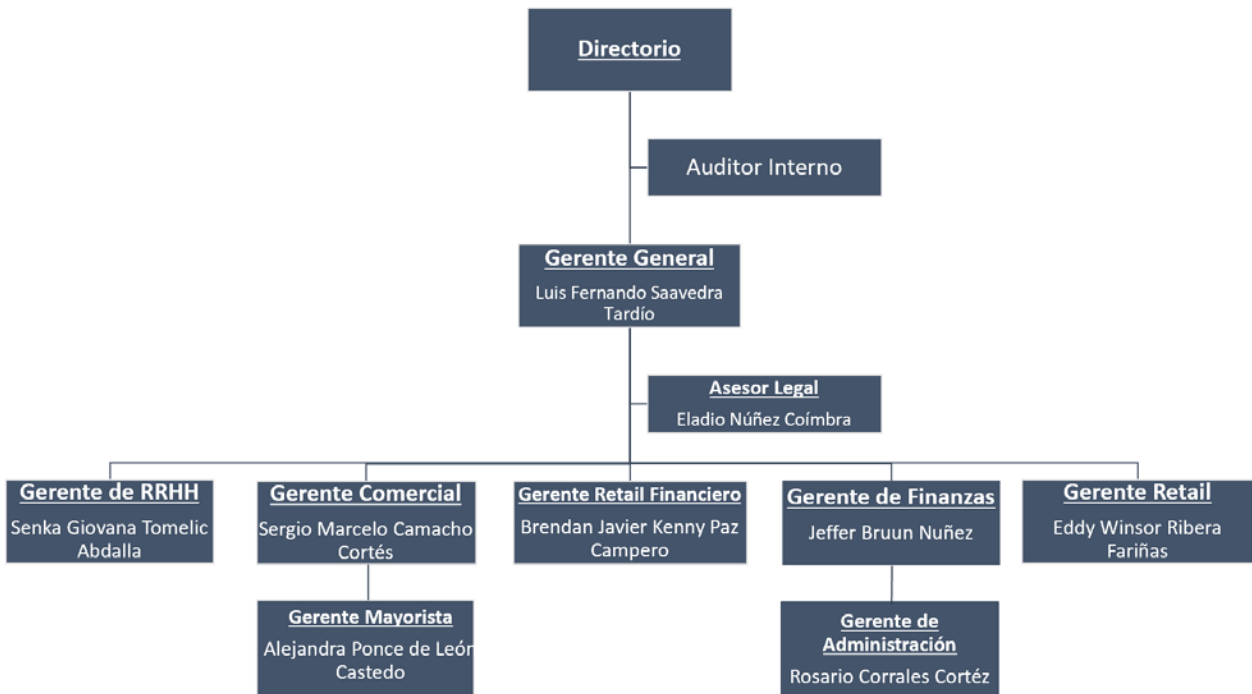 Directorio
Auditor Interno
Gerente General
Luis Fernando Saavedra
Tardío
Asesor Legal
Eladio Núñez Coímbra
Gerente de RRHH
Senka Giovana Tomelic
Abdalla
Gerente Comercial
Sergio Marcelo Camacho
Cortés
Gerente Retail Financiero
Brendan Javier Kenny Paz
Campero
Gerente de Finanzas
Jeffer Bruun Nuñez
Gerente Retail
Eddy Winsor Ribera
Fariñas
Gerente Mayorista
Alejandra Ponce de León
Castedo
Gerente de
Administración
Rosario Corrales Cortéz